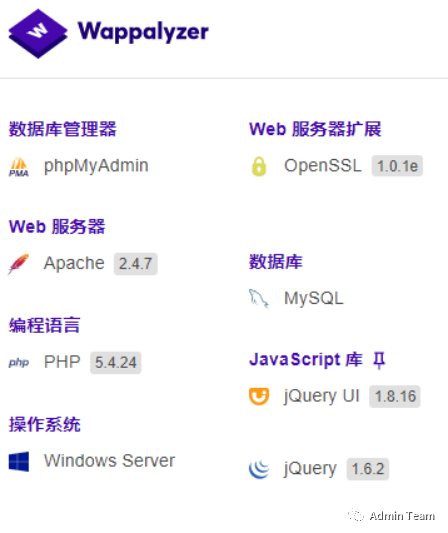 Wappalyzer
数据库管理器
phpMyAdmin
Web 服务器
Apache 2.4.7
编程语言
PHP 5.4.24
操作系统
Windows Server
Web 服务器扩展
OpenSSL 1.0.1e
数据库
MySQL
JavaScript 库
jQuery UI 1.8.16
jQuery 1.6.2
Admin Team